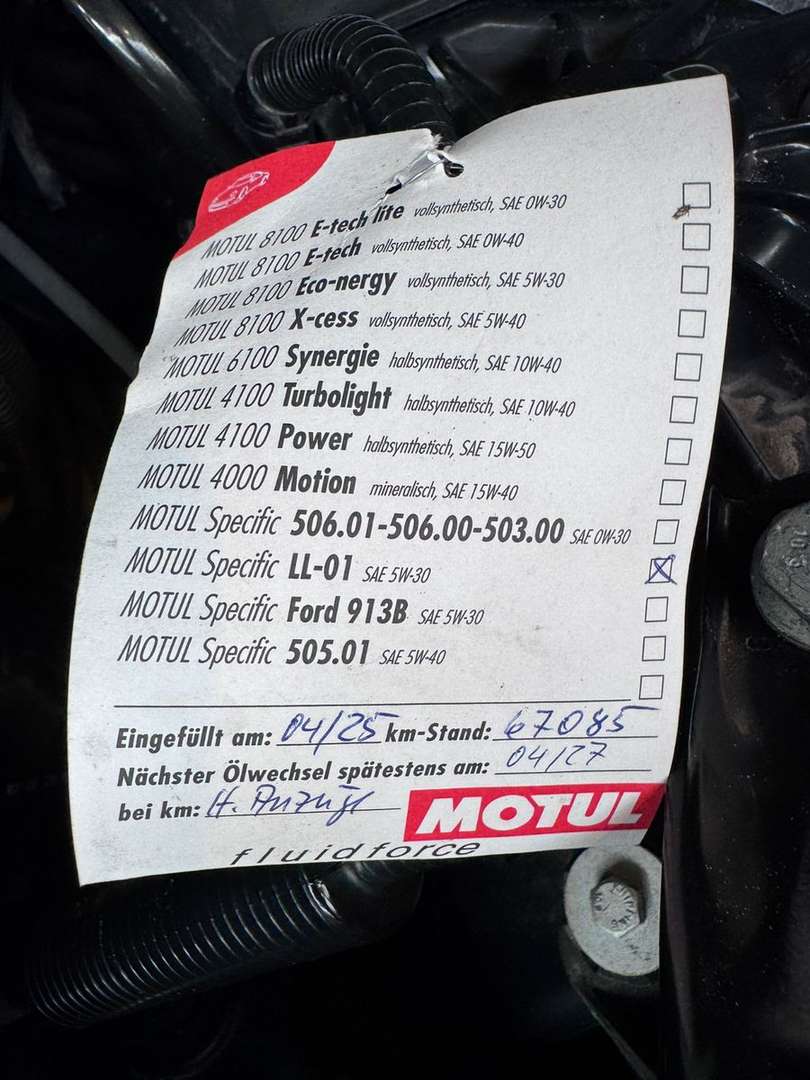 MOTUL 8100 E-tech lite vollsynthetisch, SAE 0W-30
MOTUL 8100 E-tech vollsynthetisch, SAE 0W-40
MOTUL 8100 Eco-nergy vollsynthetisch, SAE 5W-30
MOTUL 8100 X-cess vollsynthetisch, SAE 5W-40
MOTUL 6100 Synergie halbsynthetisch, SAE 10W-40
MOTUL 4100 Turbolight halbsynthetisch, SAE 10W-40
MOTUL 4100 Power halbsynthetisch, SAE 15W-50
MOTUL 4000 Motion mineralisch, SAE 15W-40
MOTUL Specific 506.01-506.00-503.00 SAE 0W-30
MOTUL Specific LL-01 SAE 5W-30
MOTUL Specific Ford 913B SAE 5W-30
MOTUL Specific 505.01 SAE 5W-40
Eingefüllt am: 04/25 km-Stand: 67085
Nächster Ölwechsel spätestens am: 04/27
bei km:
MOTUL
fluidforce